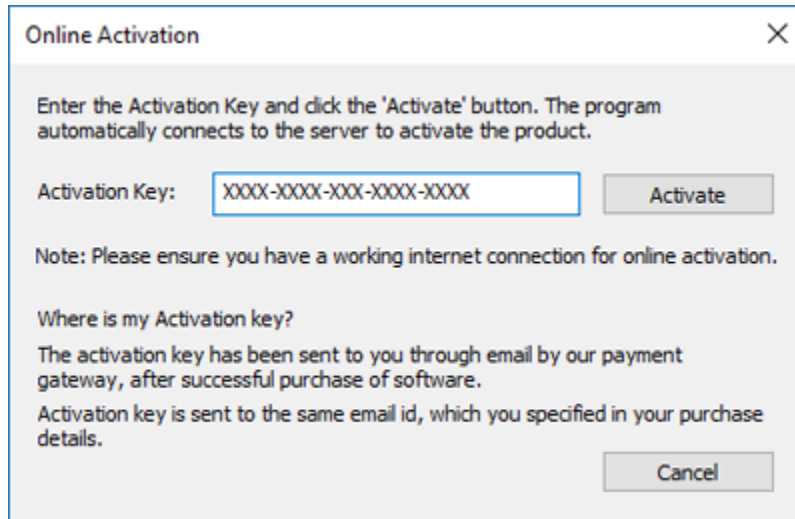 Online Activation
Enter the Activation Key and click the 'Activate' button. The program
automatically connects to the server to activate the product.
Activation Key: XXXX-XXXX-XXX-XXXX-XXXX Activate
Note: Please ensure you have a working internet connection for online activation.
Where is my Activation key?
The activation key has been sent to you through email by our payment
gateway, after successful purchase of software.
Activation key is sent to the same email id, which you specified in your purchase
details.
Cancel